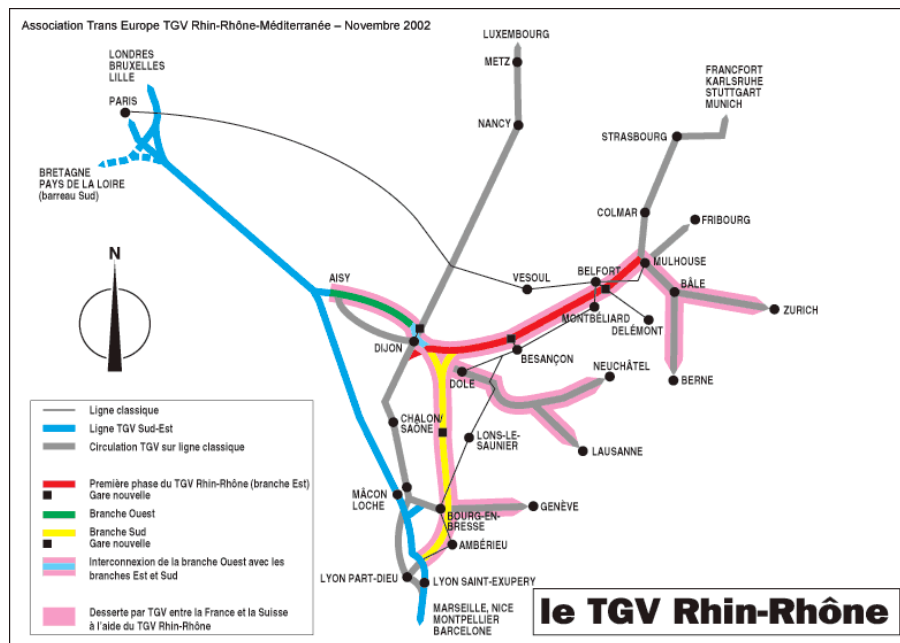 Association Trans Europe TGV Rhin-Rhône-Méditerranée – Novembre 2002
LUXEMBOURG
METZ
NANCY
LONDRES
BRUXELLES
LILLE
PARIS
BRETAGNE
PAYS DE LA LOIRE
(barreau Sud)
FRANCFORT
KARLSRUHE
STUTTGART
MUNICH
STRASBOURG
COLMAR
FRIBOURG
MULHOUSE
N
AISY
VESOUL
BELFORT
BÂLE
ZURICH
MONTBÉLIARD
DELÉMONT
DIJON
BESANÇON
DOLE
NEUCHÂTEL
BERNE
CHALON/
SAÔNE
LONS-LE-
SAUNIER
LAUSANNE
MÂCON
LOCHE
BOURG-EN-
BRESSE
GENÈVE
AMBÉRIEU
LYON PART-DIEU
LYON SAINT-EXUPERY
MARSEILLE, NICE
MONTPELLIER
BARCELONE
Ligne classique
Ligne TGV Sud-Est
Circulation TGV sur ligne classique
Première phase du TGV Rhin-Rhône (branche Est)
Gare nouvelle
Branche Ouest
Branche Sud
Gare nouvelle
Interconnexion de la branche Ouest avec les
branches Est et Sud
Desserte par TGV entre la France et la Suisse
à l'aide du TGV Rhin-Rhône
le TGV Rhin-Rhône